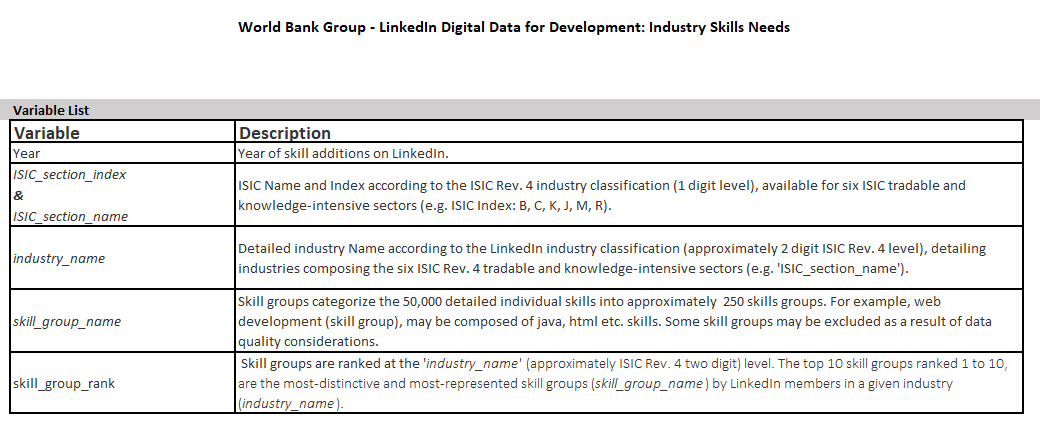 World Bank Group - LinkedIn Digital Data for Development: Industry Skills Needs
Variable List
Variable Description
Year Year of skill additions on LinkedIn.
ISIC_section_index
&
ISIC_section_name
ISIC Name and Index according to the ISIC Rev. 4 industry classification (1 digit level), available for six ISIC tradable and
knowledge-intensive sectors (e.g. ISIC Index: B, C, K, J, M, R).
industry_name
Detailed industry Name according to the LinkedIn industry classification (approximately 2 digit ISIC Rev. 4 level), detailing
industries composing the six ISIC Rev. 4 tradable and knowledge-intensive sectors (e.g. 'ISIC_section_name').
skill_group_name
Skill groups categorize the 50,000 detailed individual skills into approximately 250 skills groups. For example, web
development (skill group), may be composed of java, html etc. skills. Some skill groups may be excluded as a result of data
quality considerations.
skill_group_rank
Skill groups are ranked at the 'industry_name' (approximately ISIC Rev. 4 two digit) level. The top 10 skill groups ranked 1 to 10,
are the most-distinctive and most-represented skill groups (skill_group_name) by LinkedIn members in a given industry
(industry_name).